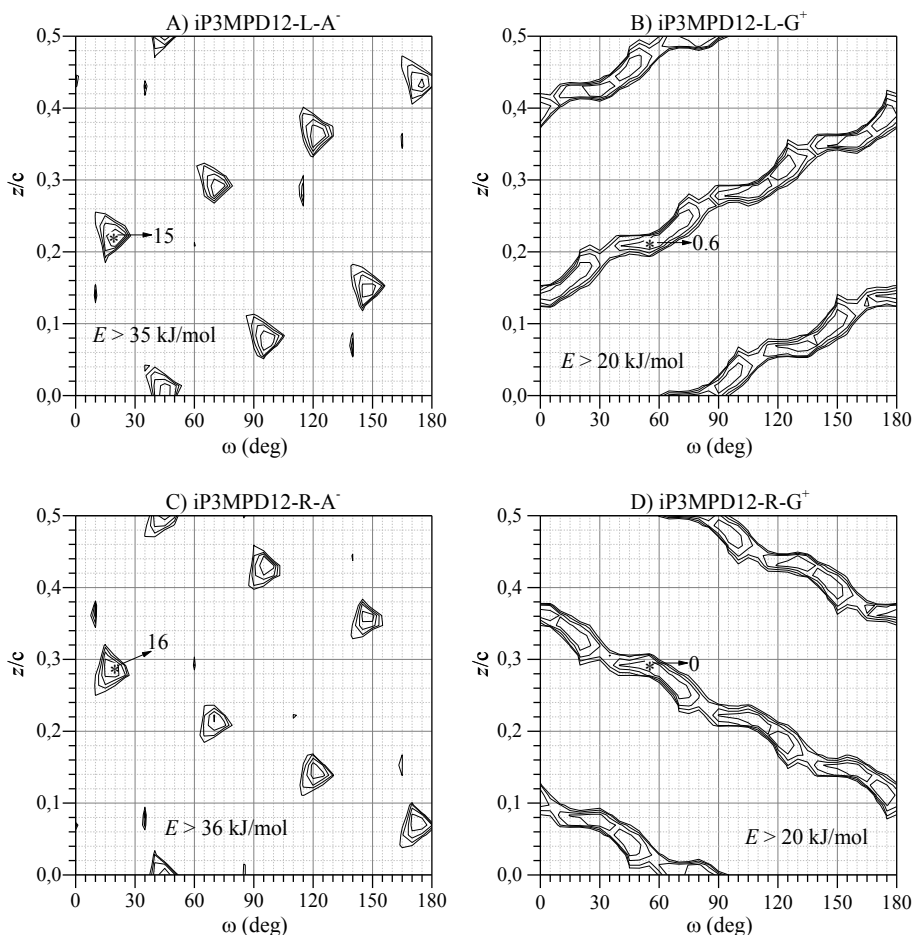 A) iP3MPD12-L-A⁻
0,5
0,4
0,3
0,2
0,1
0,0
z/c
15
E > 35 kJ/mol
0 30 60 90 120 150 180
ω (deg)
B) iP3MPD12-L-G⁺
0,5
0,4
0,3
0,2
0,1
0,0
z/c
*
0.6
E > 20 kJ/mol
0 30 60 90 120 150 180
ω (deg)
C) iP3MPD12-R-A⁻
0,5
0,4
0,3
0,2
0,1
0,0
z/c
*
16
E > 36 kJ/mol
0 30 60 90 120 150 180
ω (deg)
D) iP3MPD12-R-G⁺
0,5
0,4
0,3
0,2
0,1
0,0
z/c
*
0
E > 20 kJ/mol
0 30 60 90 120 150 180
ω (deg)